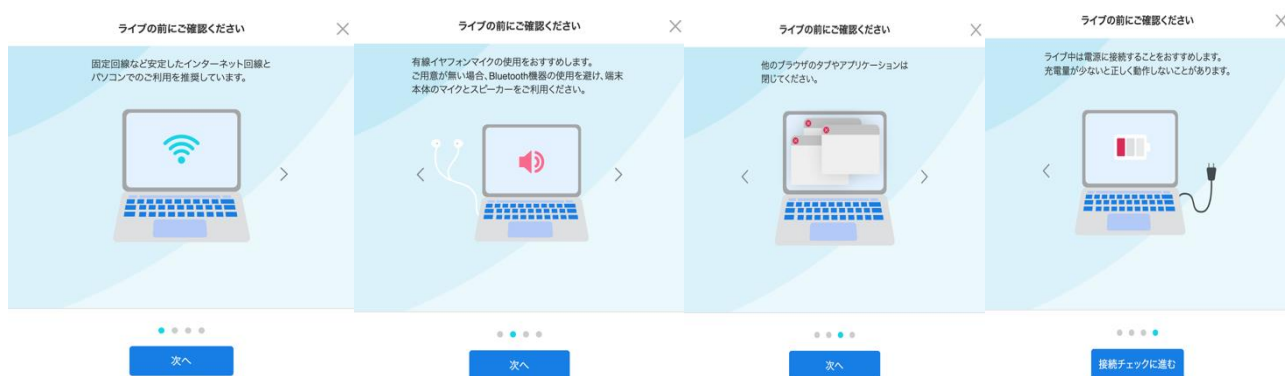 ライブの前にご確認ください
固定回線など安定したインターネット回線と
パソコンでのご利用を推奨しています。
次へ
ライブの前にご確認ください
有線イヤフォンマイクの使用をおすすめします。
ご用意が無い場合、Bluetooth機器の使用を避け、端末
本体のマイクとスピーカーをご利用ください。
次へ
ライブの前にご確認ください
他のブラウザのタブやアプリケーションは
閉じてください。
次へ
ライブの前にご確認ください
ライブ中は電源に接続することをおすすめします。
充電量が少ないと正しく動作しないことがあります。
接続チェックに進む